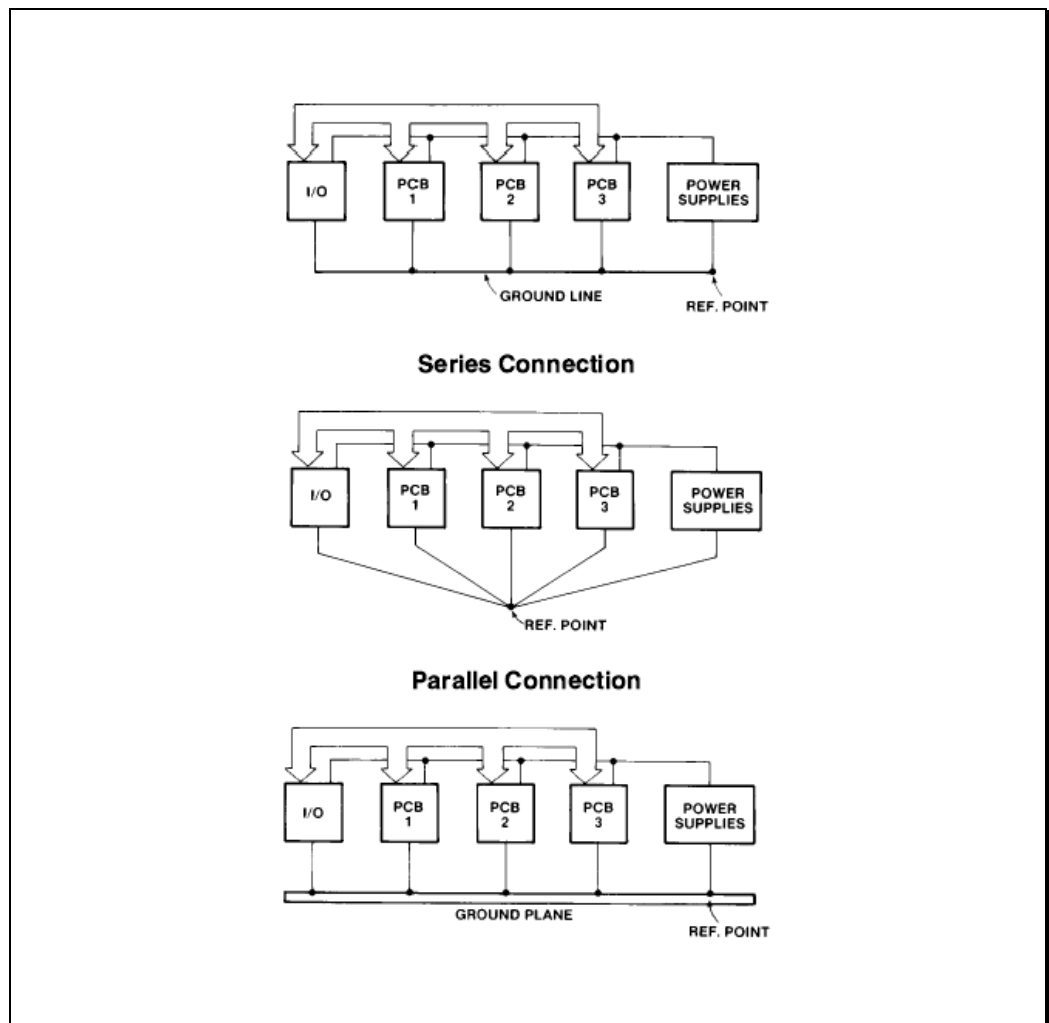 I/O
PCB
1
PCB
2
PCB
3
POWER
SUPPLIES
GROUND LINE
REF. POINT
Series Connection
I/O
PCB
1
PCB
2
PCB
3
POWER
SUPPLIES
REF. POINT
Parallel Connection
I/O
PCB
1
PCB
2
PCB
3
POWER
SUPPLIES
GROUND PLANE
REF. POINT